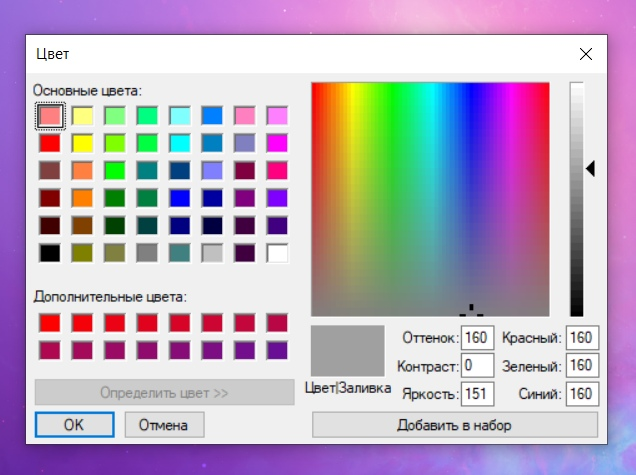 Цвет
Основные цвета:
Дополнительные цвета:
Определить цвет >>
OK
Отмена
Цвет|Заливка
Оттенок: 160
Контраст: 0
Яркость: 151
Красный: 160
Зеленый: 160
Синий: 160
Добавить в набор